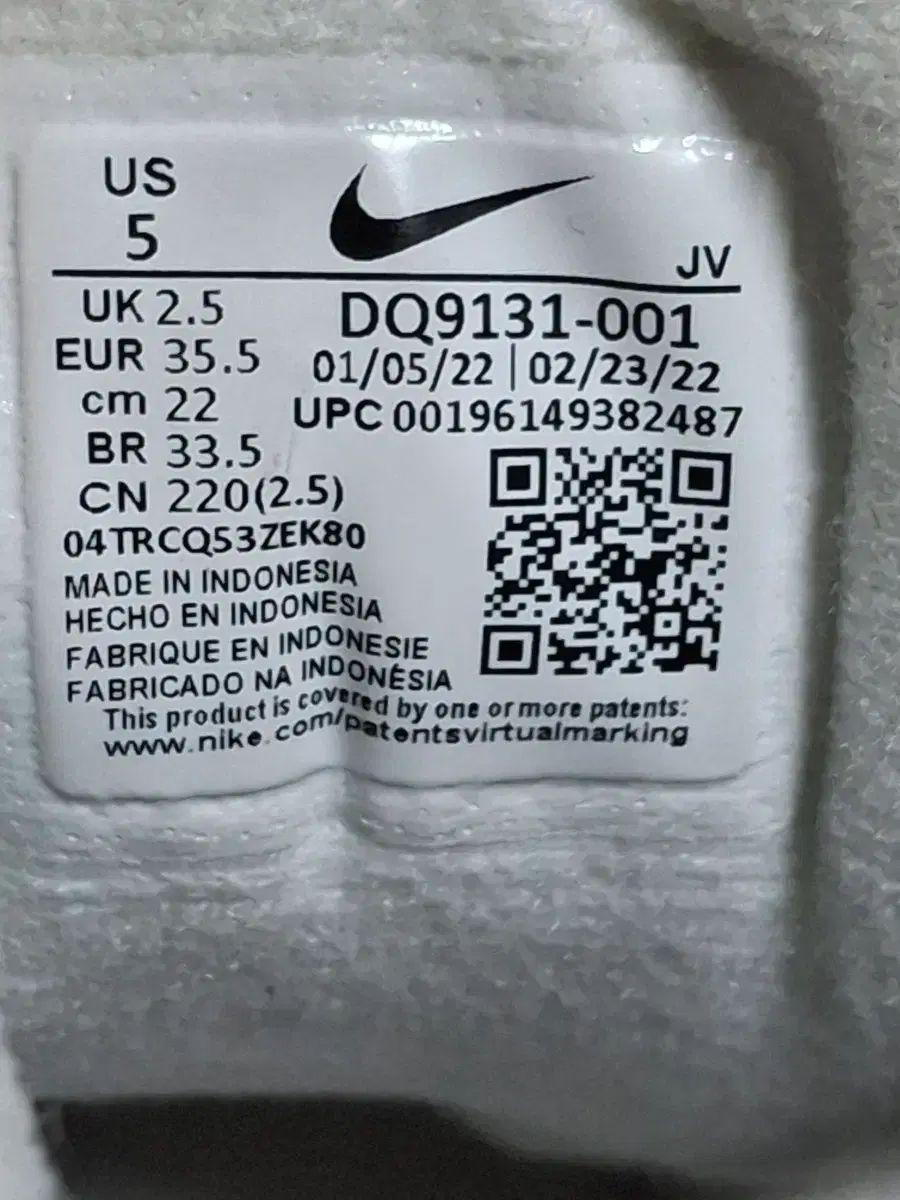 US
5
JV
UK 2.5
EUR 35.5
cm 22
BR 33.5
CN 220(2.5)
DQ9131-001
01/05/22 | 02/23/22
UPC 00196149382487
04TRCQ53ZEK80
MADE IN INDONESIA
HECHO EN INDONESIA
FABRIQUE EN INDONESIE
FABRICADO NA INDONÉSIA
This product is covered by one or more patents:
www.nike.com/patentsvirtualmarking